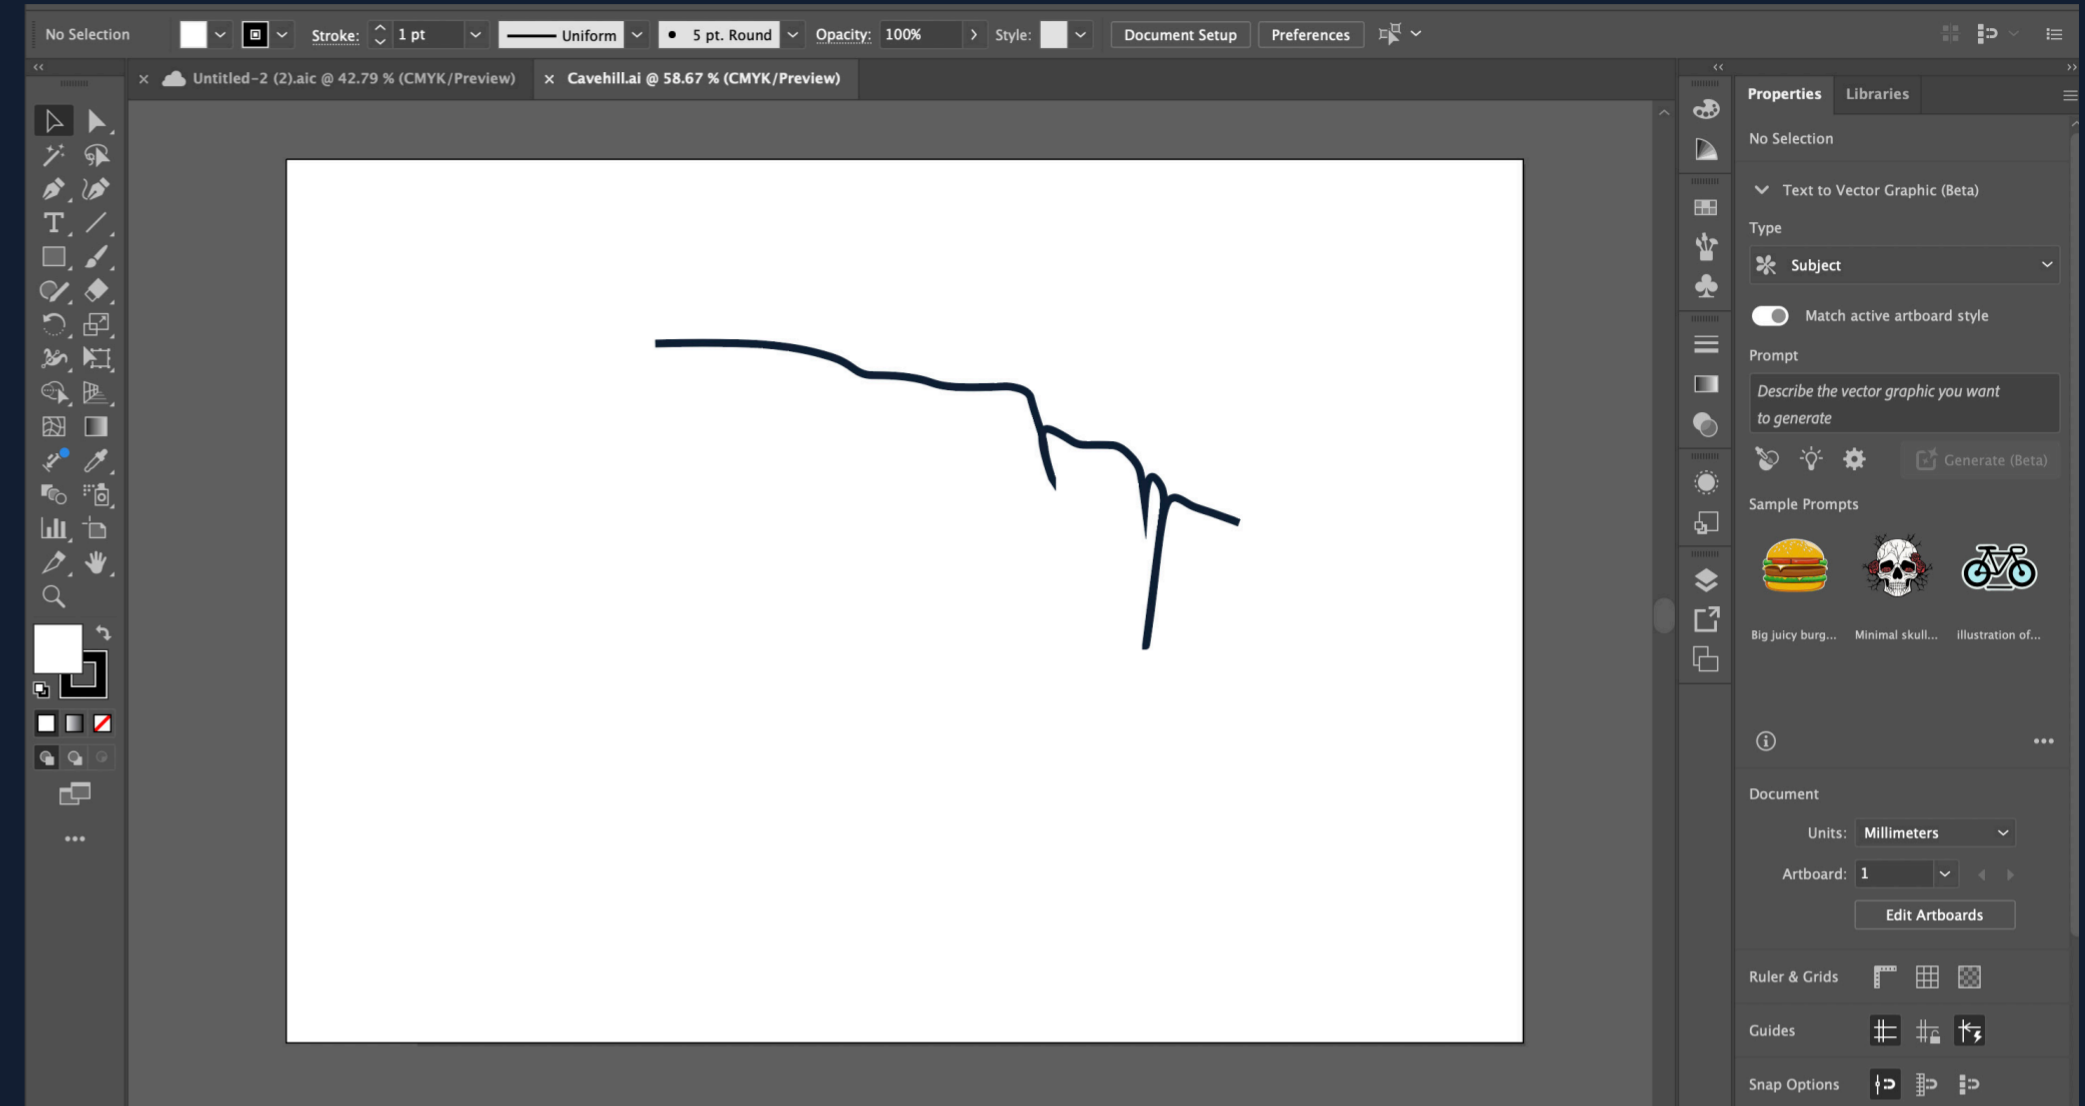 No Selection
Stroke:
1 pt
Uniform
5 pt. Round
Opacity:
100%
Style:
Document Setup
Preferences
Untitled-2 (2).aic @ 42.79 % (CMYK/Preview)
Cavehill.ai @ 58.67 % (CMYK/Preview)
Properties
Libraries
No Selection
Text to Vector Graphic (Beta)
Type
Subject
Match active artboard style
Prompt
Describe the vector graphic you want
to generate
Generate (Beta)
Sample Prompts
Big juicy burg...
Minimal skull...
illustration of...
Document
Units:
Millimeters
Artboard:
1
Edit Artboards
Ruler & Grids
Guides
Snap Options